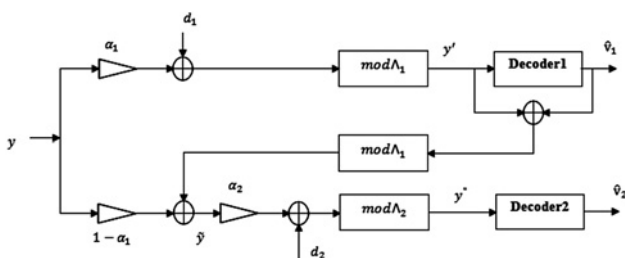 d₁
α₁
modΛ₁
y′
Decoder1
v̂₁
y
modΛ₁
α₂
1 − α₁
ỹ
modΛ₂
y″
Decoder2
v̂₂
d₂